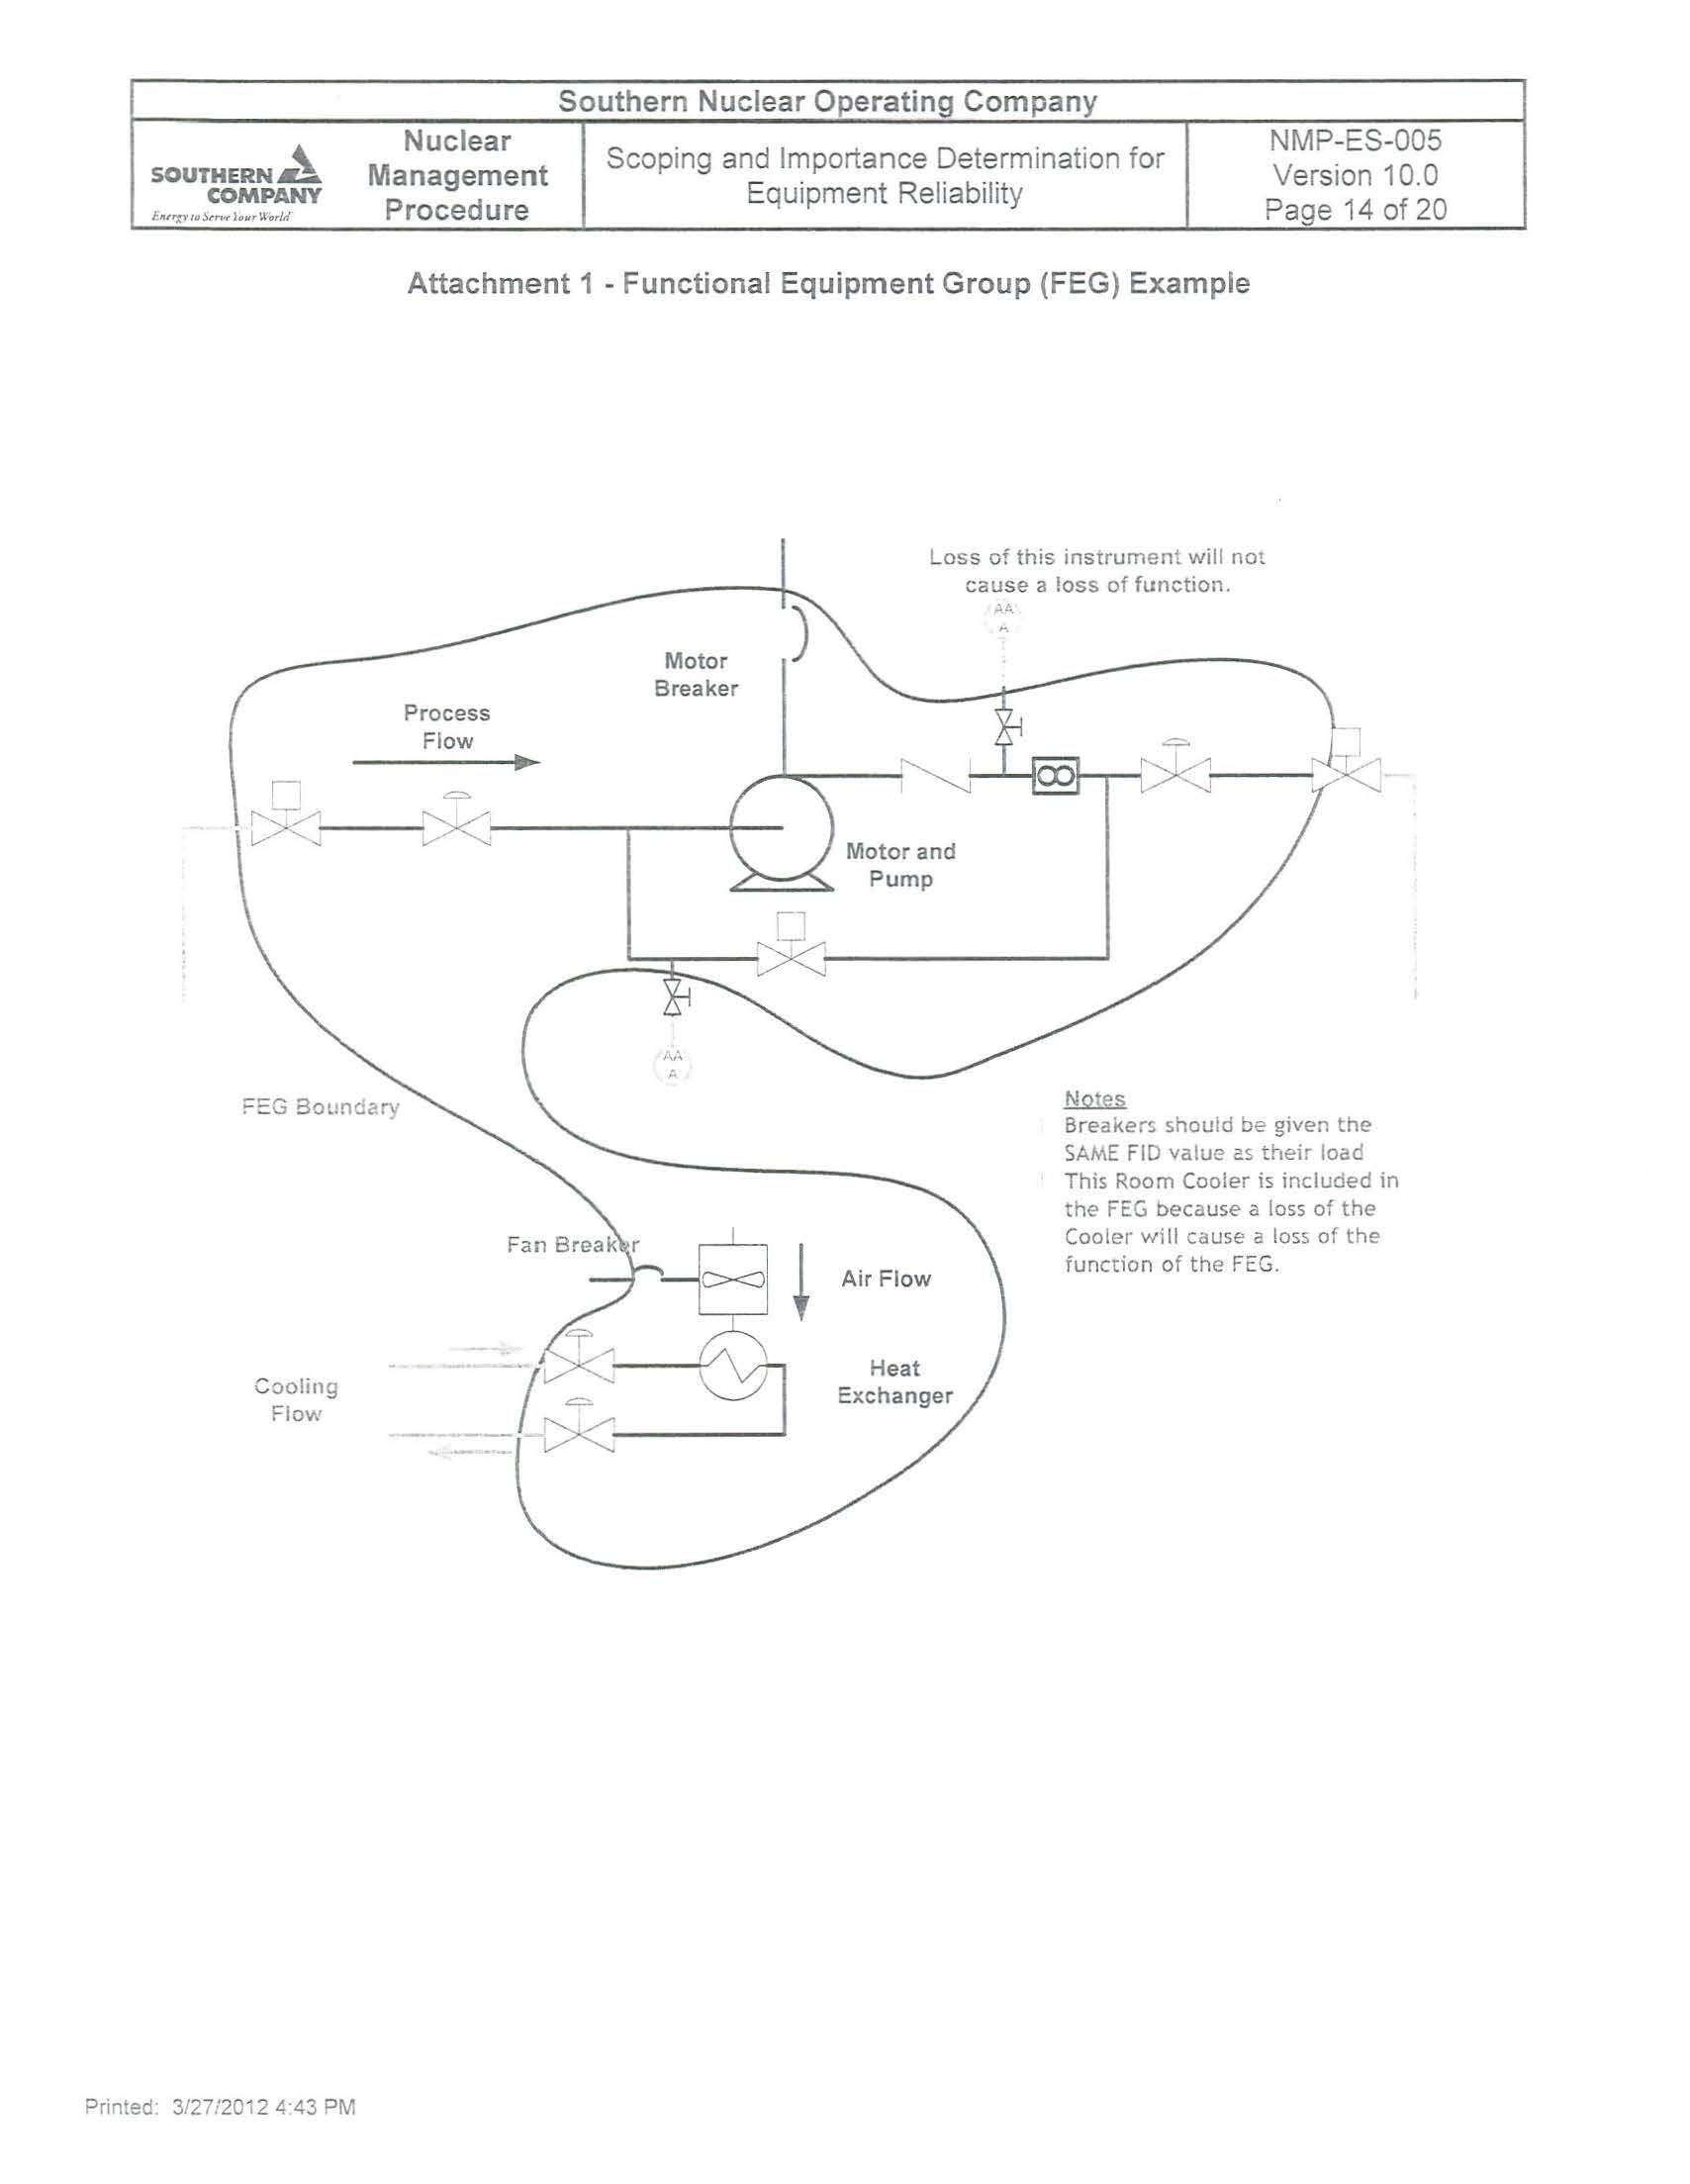 Southern Nuclear Operating Company
SOUTHERN
COMPANY
Energy to Serve Your World
Nuclear
Management
Procedure
Scoping and Importance Determination for
Equipment Reliability
NMP-ES-005
Version 10.0
Page 14 of 20
Attachment 1 - Functional Equipment Group (FEG) Example
Loss of this instrument will not
cause a loss of function.
AA
A
Motor
Breaker
Process
Flow
Motor and
Pump
AA
A
FEG Boundary
Notes
Breakers should be given the
SAME FID value as their load
This Room Cooler is included in
the FEG because a loss of the
Cooler will cause a loss of the
function of the FEG.
Fan Breaker
Air Flow
Heat
Exchanger
Cooling
Flow
Printed: 3/27/2012 4:43 PM